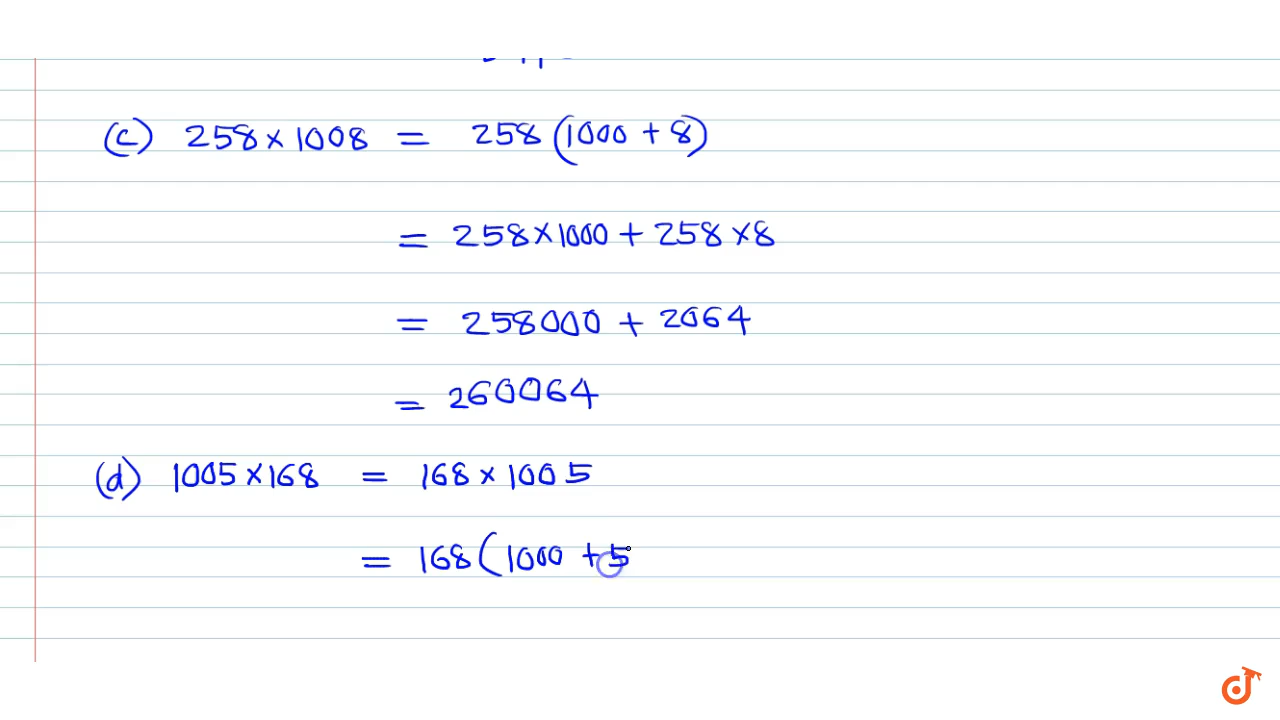 (c) 258 × 1008 = 258 (1000 + 8)
= 258 × 1000 + 258 × 8
= 258000 + 2064
= 260064
(d) 1005 × 168 = 168 × 1005
= 168 (1000 + 5